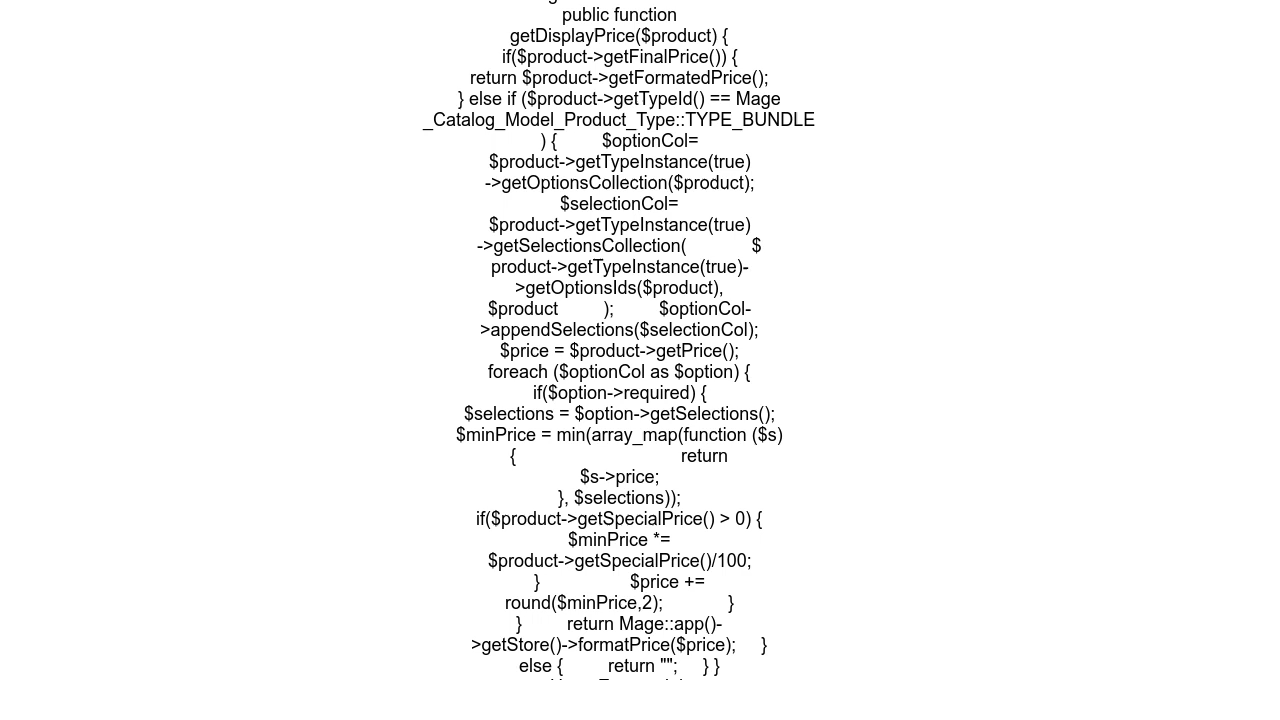 public function
getDisplayPrice($product) {
if($product->getFinalPrice()) {
return $product->getFormatedPrice();
} else if ($product->getTypeId() == Mage
_Catalog_Model_Product_Type::TYPE_BUNDLE
) {         $optionCol=
$product->getTypeInstance(true)
->getOptionsCollection($product);
$selectionCol=
$product->getTypeInstance(true)
->getSelectionsCollection(             $
product->getTypeInstance(true)-
>getOptionsIds($product),
$product         );         $optionCol-
>appendSelections($selectionCol);
$price = $product->getPrice();
foreach ($optionCol as $option) {
if($option->required) {
$selections = $option->getSelections();
$minPrice = min(array_map(function ($s)
{                                 return
$s->price;
}, $selections));
if($product->getSpecialPrice() > 0) {
$minPrice *=
$product->getSpecialPrice()/100;
}                  $price +=
round($minPrice,2);             }
}         return Mage::app()-
>getStore()->formatPrice($price);     }
else {         return "";     } }